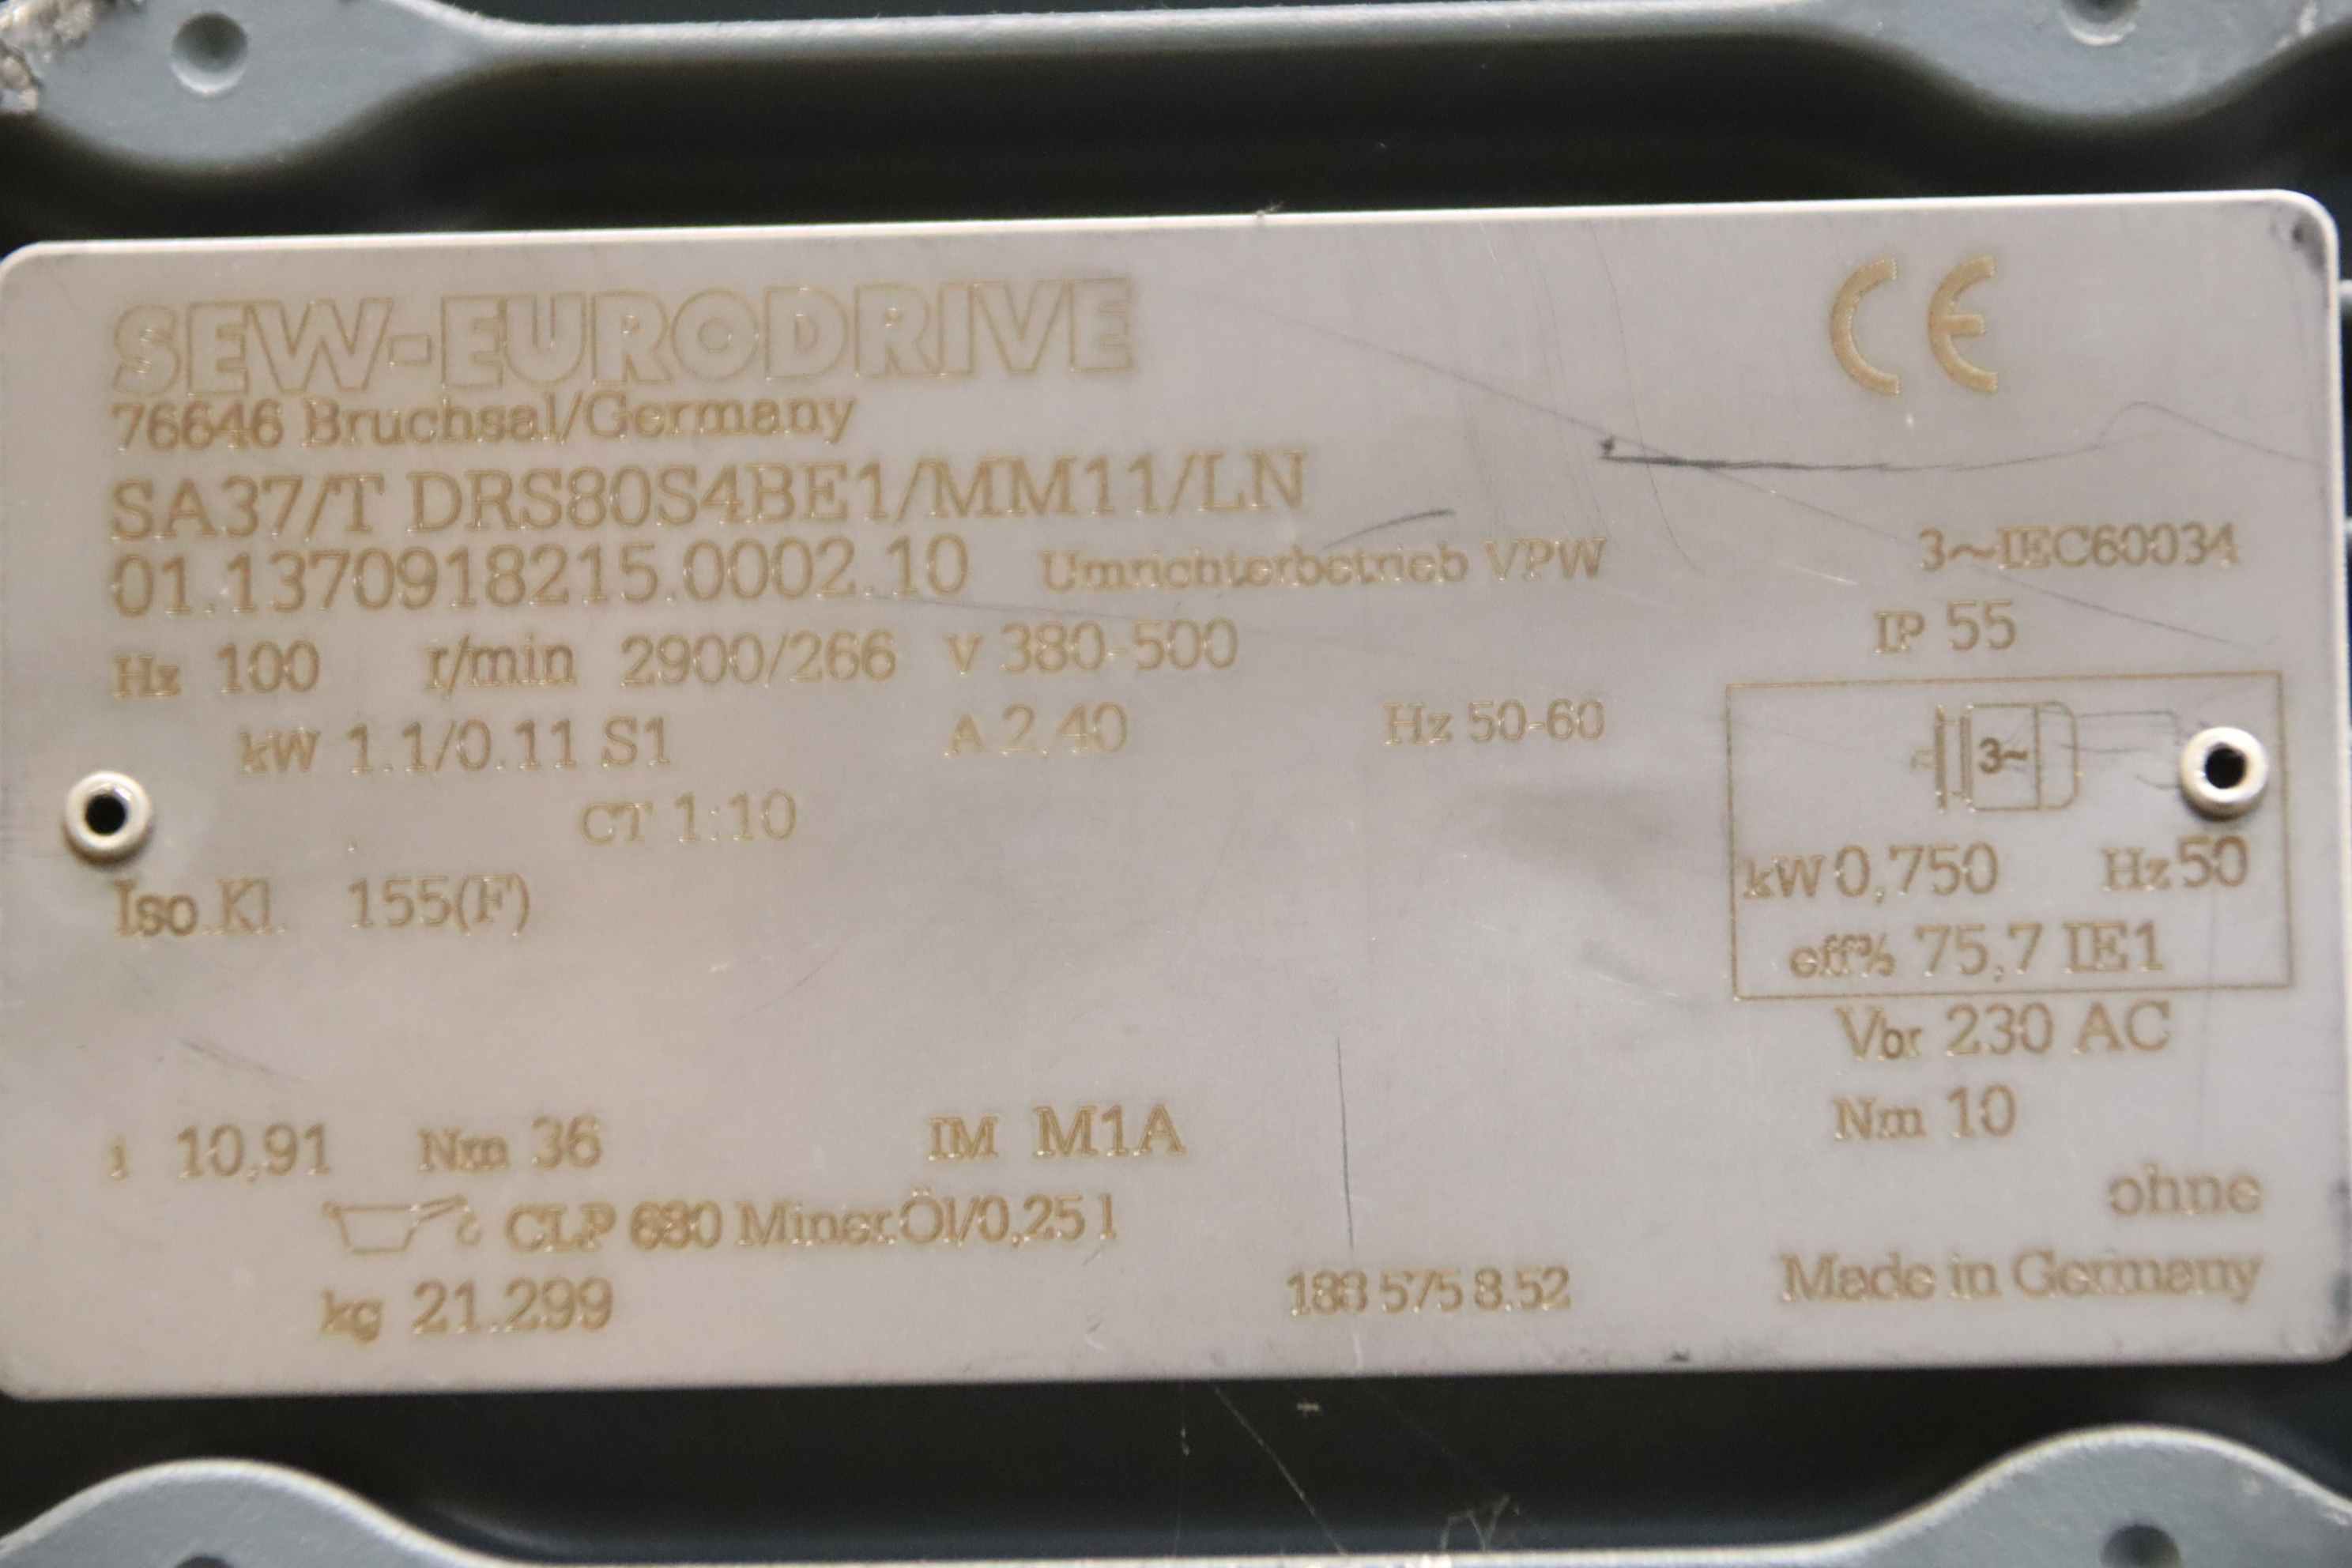 SEW-EURODRIVE
CE
76646 Bruchsal/Germany
SA37/T DRS80S4BE1/MM11/LN
01.1370918215.0002.10 Umrichterbetrieb VPW 3~IEC60034
Hz 100 r/min 2900/266 V 380-500 IP 55
kW 1.1/0.11 S1 A 2,40 Hz 50-60
3~
CT 1:10
kW 0,750 Hz 50
Iso.Kl. 155(F)
eff% 75,7 IE1
Vbr 230 AC
i 10,91 Nm 36 IM M1A Nm 10
ohne
CLP 680 Miner.Öl/0,25 l
kg 21.299 188 575 8.52 Made in Germany